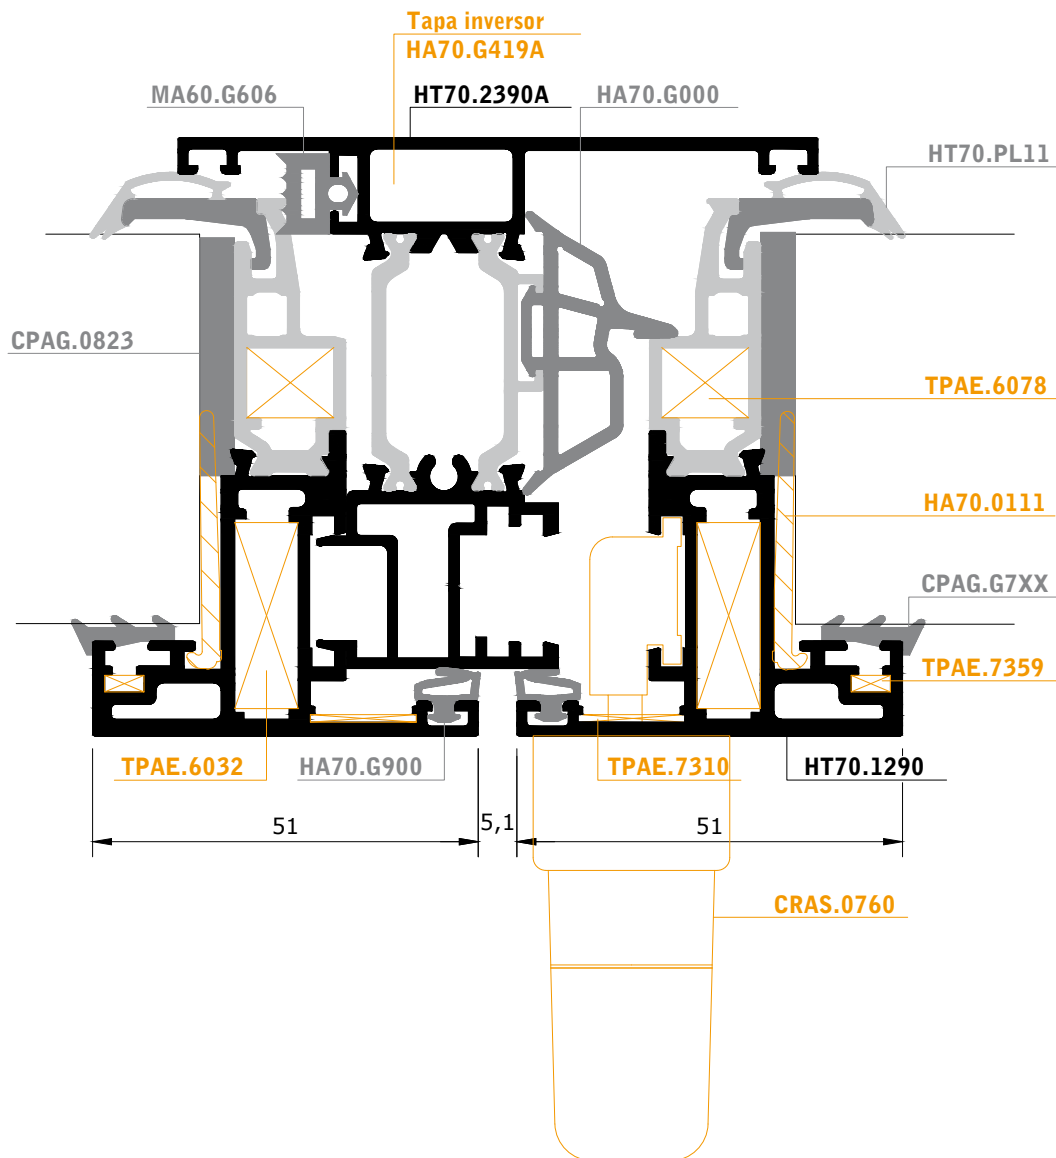 Tapa inversor
HA70.G419A
MA60.G606
HT70.2390A
HA70.G000
HT70.PL11
CPAG.0823
TPAE.6078
HA70.0111
CPAG.G7XX
TPAE.7359
TPAE.6032
HA70.G900
TPAE.7310
HT70.1290
51
5,1
51
CRAS.0760